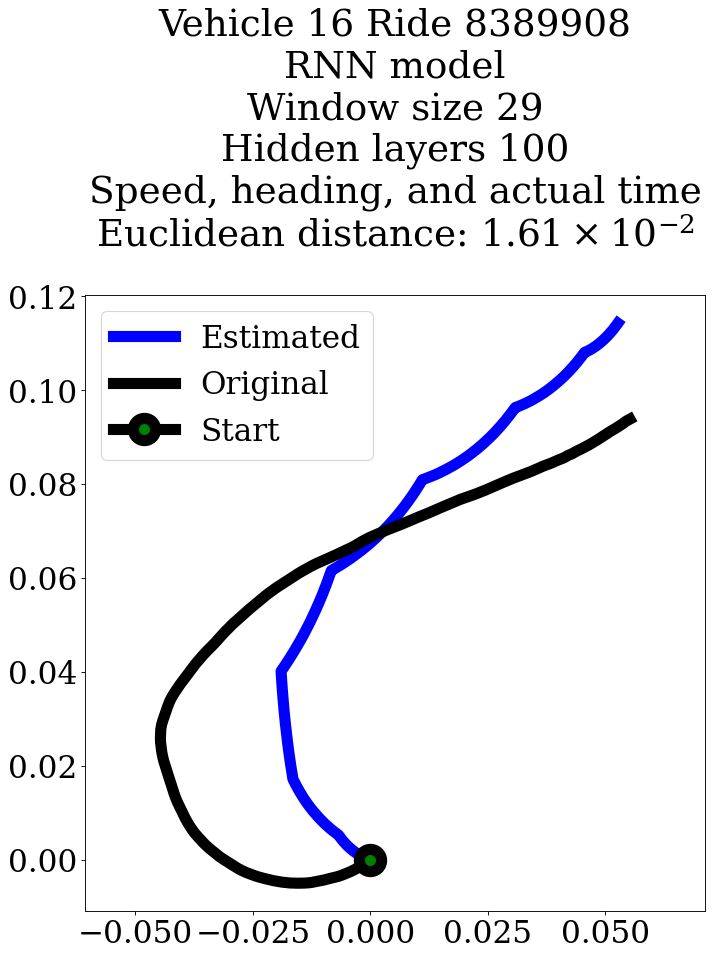 Vehicle 16 Ride 8389908
RNN model
Window size 29
Hidden layers 100
Speed, heading, and actual time
Euclidean distance: 1.61 × 10⁻²
0.12
0.10
0.08
0.06
0.04
0.02
0.00
Estimated
Original
Start
−0.050 −0.025 0.000 0.025 0.050